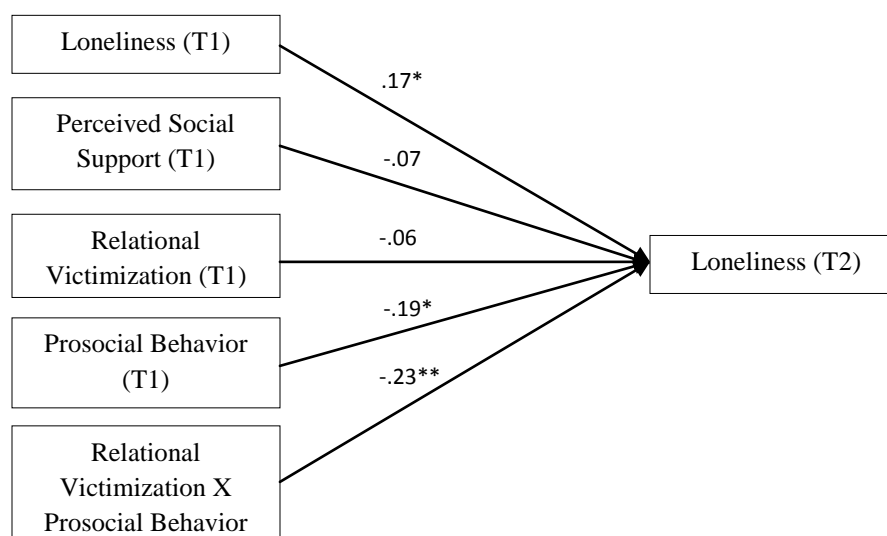 Loneliness (T1)
.17*
Perceived Social
Support (T1)
-.07
Relational
Victimization (T1)
-.06
Loneliness (T2)
Prosocial Behavior
(T1)
-.19*
-.23**
Relational
Victimization X
Prosocial Behavior